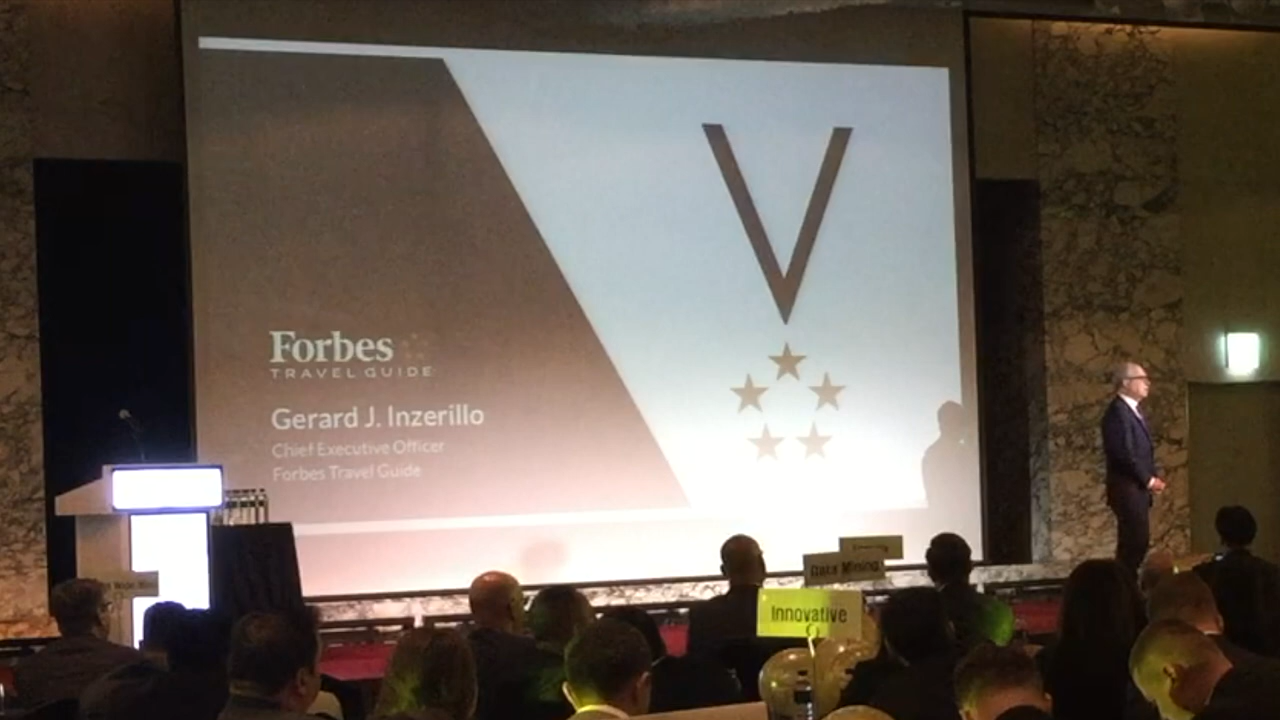 V
Forbes
TRAVEL GUIDE
Gerard J. Inzerillo
Chief Executive Officer
Forbes Travel Guide
Data Mining
Innovative